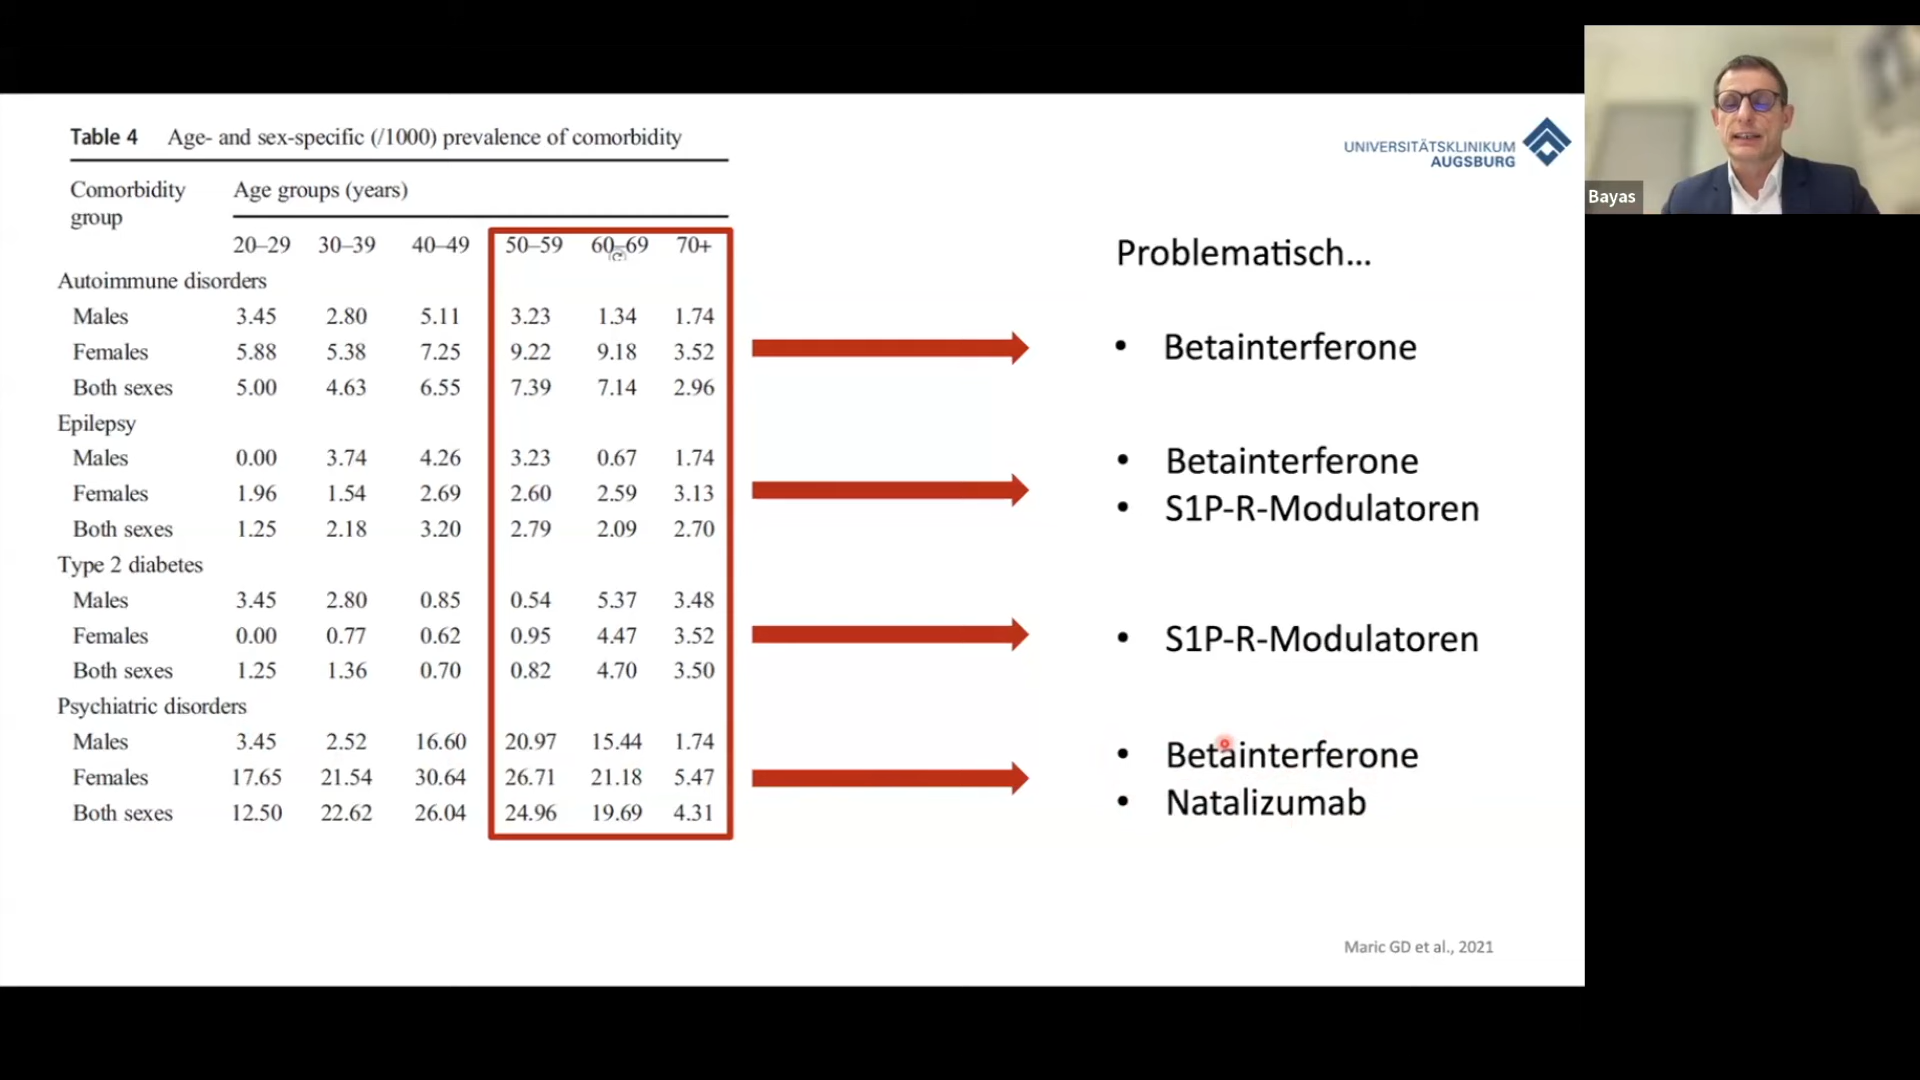 Table 4 Age- and sex-specific (/1000) prevalence of comorbidity
Comorbidity group Age groups (years)
20–29 30–39 40–49 50–59 60–69 70+
Autoimmune disorders
Males 3.45 2.80 5.11 3.23 1.34 1.74
Females 5.88 5.38 7.25 9.22 9.18 3.52
Both sexes 5.00 4.63 6.55 7.39 7.14 2.96
Epilepsy
Males 0.00 3.74 4.26 3.23 0.67 1.74
Females 1.96 1.54 2.69 2.60 2.59 3.13
Both sexes 1.25 2.18 3.20 2.79 2.09 2.70
Type 2 diabetes
Males 3.45 2.80 0.85 0.54 5.37 3.48
Females 0.00 0.77 0.62 0.95 4.47 3.52
Both sexes 1.25 1.36 0.70 0.82 4.70 3.50
Psychiatric disorders
Males 3.45 2.52 16.60 20.97 15.44 1.74
Females 17.65 21.54 30.64 26.71 21.18 5.47
Both sexes 12.50 22.62 26.04 24.96 19.69 4.31
UNIVERSITÄTSKLINIKUM
AUGSBURG
Problematisch...
• Betainterferone
• Betainterferone
• S1P-R-Modulatoren
• S1P-R-Modulatoren
• Betainterferone
• Natalizumab
Maric GD et al., 2021
Bayas